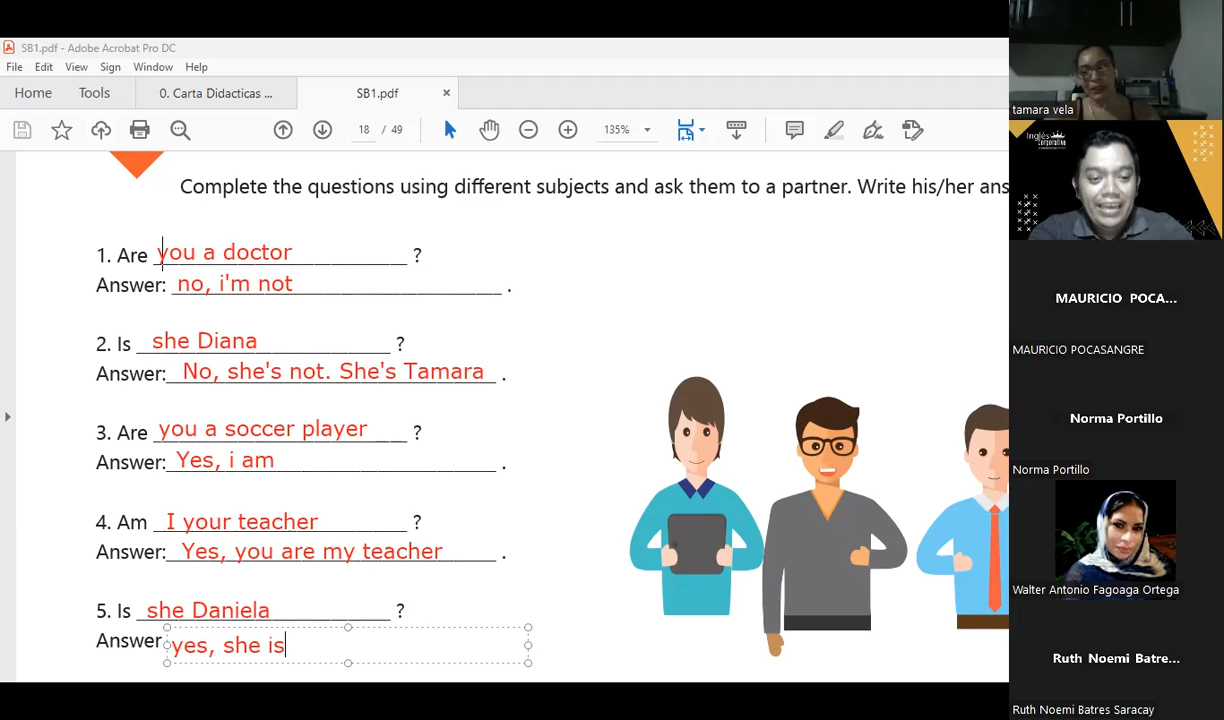 SB1.pdf - Adobe Acrobat Pro DC
File Edit View Sign Window Help
Home Tools 0. Carta Didacticas ... SB1.pdf ×
18 / 49 135%
Complete the questions using different subjects and ask them to a partner. Write his/her ans
1. Are you a doctor ?
Answer: no, i'm not .
2. Is she Diana ?
Answer: No, she's not. She's Tamara .
3. Are you a soccer player ?
Answer: Yes, i am .
4. Am I your teacher ?
Answer: Yes, you are my teacher .
5. Is she Daniela ?
Answer yes, she is
tamara vela
Inglés
Corporativo
MAURICIO POCA...
MAURICIO POCASANGRE
Norma Portillo
Norma Portillo
Walter Antonio Fagoaga Ortega
Ruth Noemi Batre...
Ruth Noemi Batres Saracay